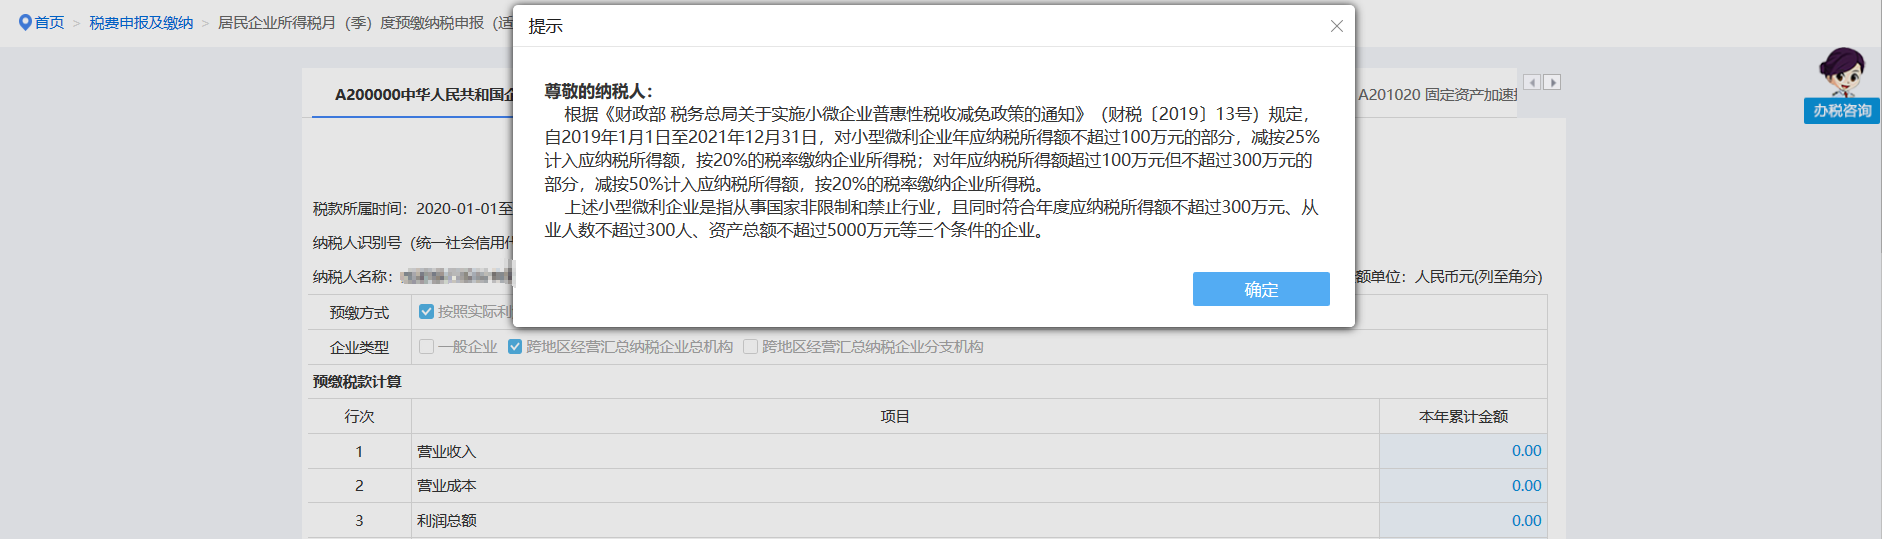 首页 > 税费申报及缴纳 > 居民企业所得税月（季）度预缴纳税申报（适
提示
尊敬的纳税人：
根据《财政部 税务总局关于实施小微企业普惠性税收减免政策的通知》（财税〔2019〕13号）规定，
自2019年1月1日至2021年12月31日，对小型微利企业年应纳税所得额不超过100万元的部分，减按25%
计入应纳税所得额，按20%的税率缴纳企业所得税；对年应纳税所得额超过100万元但不超过300万元的
部分，减按50%计入应纳税所得额，按20%的税率缴纳企业所得税。
上述小型微利企业是指从事国家非限制和禁止行业，且同时符合年度应纳税所得额不超过300万元、从
业人数不超过300人、资产总额不超过5000万元等三个条件的企业。
确定
A200000中华人民共和国企
A201020 固定资产加速
办税咨询
税款所属时间：2020-01-01至
纳税人识别号（统一社会信用代
纳税人名称：
额单位：人民币元(列至角分)
预缴方式 按照实际利
企业类型 一般企业 跨地区经营汇总纳税企业总机构 跨地区经营汇总纳税企业分支机构
预缴税款计算
行次 项目 本年累计金额
1 营业收入 0.00
2 营业成本 0.00
3 利润总额 0.00